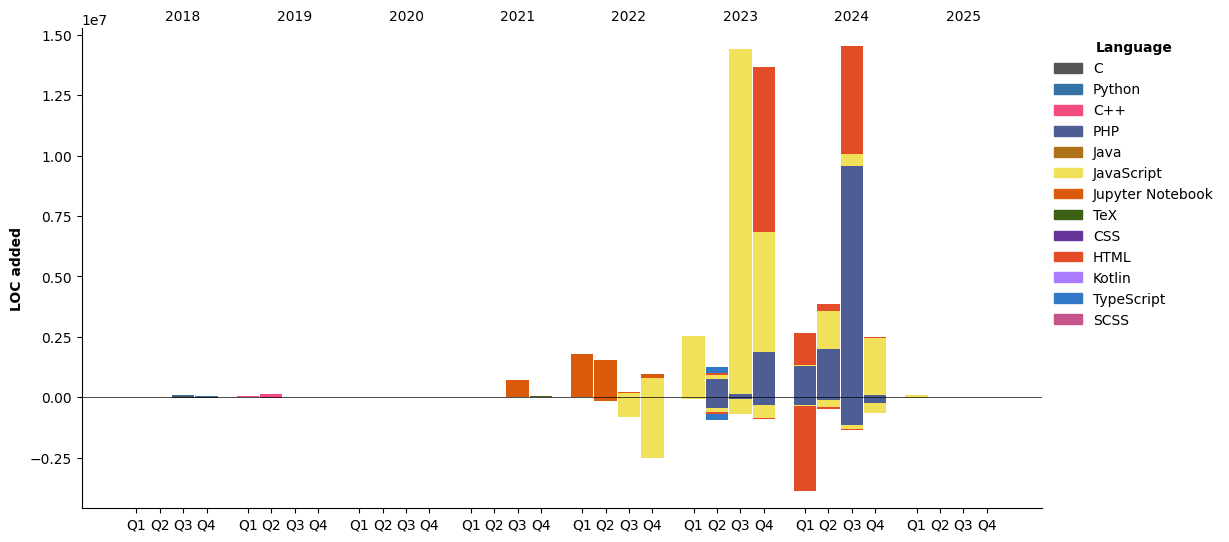 1e7
2018 2019 2020 2021 2022 2023 2024 2025
1.50
1.25
1.00
0.75
0.50
0.25
0.00
−0.25
LOC added
Q1 Q2 Q3 Q4 Q1 Q2 Q3 Q4 Q1 Q2 Q3 Q4 Q1 Q2 Q3 Q4 Q1 Q2 Q3 Q4 Q1 Q2 Q3 Q4 Q1 Q2 Q3 Q4 Q1 Q2 Q3 Q4
Language
C
Python
C++
PHP
Java
JavaScript
Jupyter Notebook
TeX
CSS
HTML
Kotlin
TypeScript
SCSS